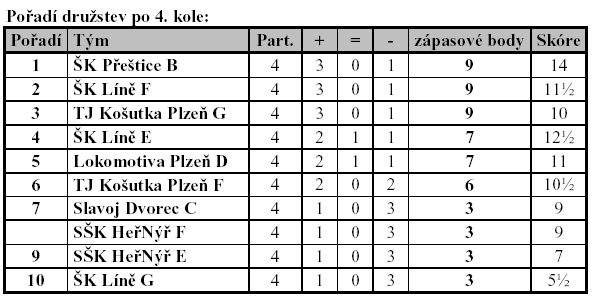 Pořadí družstev po 4. kole:
Pořadí Tým Part. + = - zápasové body Skóre
1 ŠK Přeštice B 4 3 0 1 9 14
2 ŠK Líně F 4 3 0 1 9 11½
3 TJ Košutka Plzeň G 4 3 0 1 9 10
4 ŠK Líně E 4 2 1 1 7 12½
5 Lokomotiva Plzeň D 4 2 1 1 7 11
6 TJ Košutka Plzeň F 4 2 0 2 6 10½
7 Slavoj Dvorec C 4 1 0 3 3 9
SŠK HeřNýř F 4 1 0 3 3 9
9 SŠK HeřNýř E 4 1 0 3 3 7
10 ŠK Líně G 4 1 0 3 3 5½